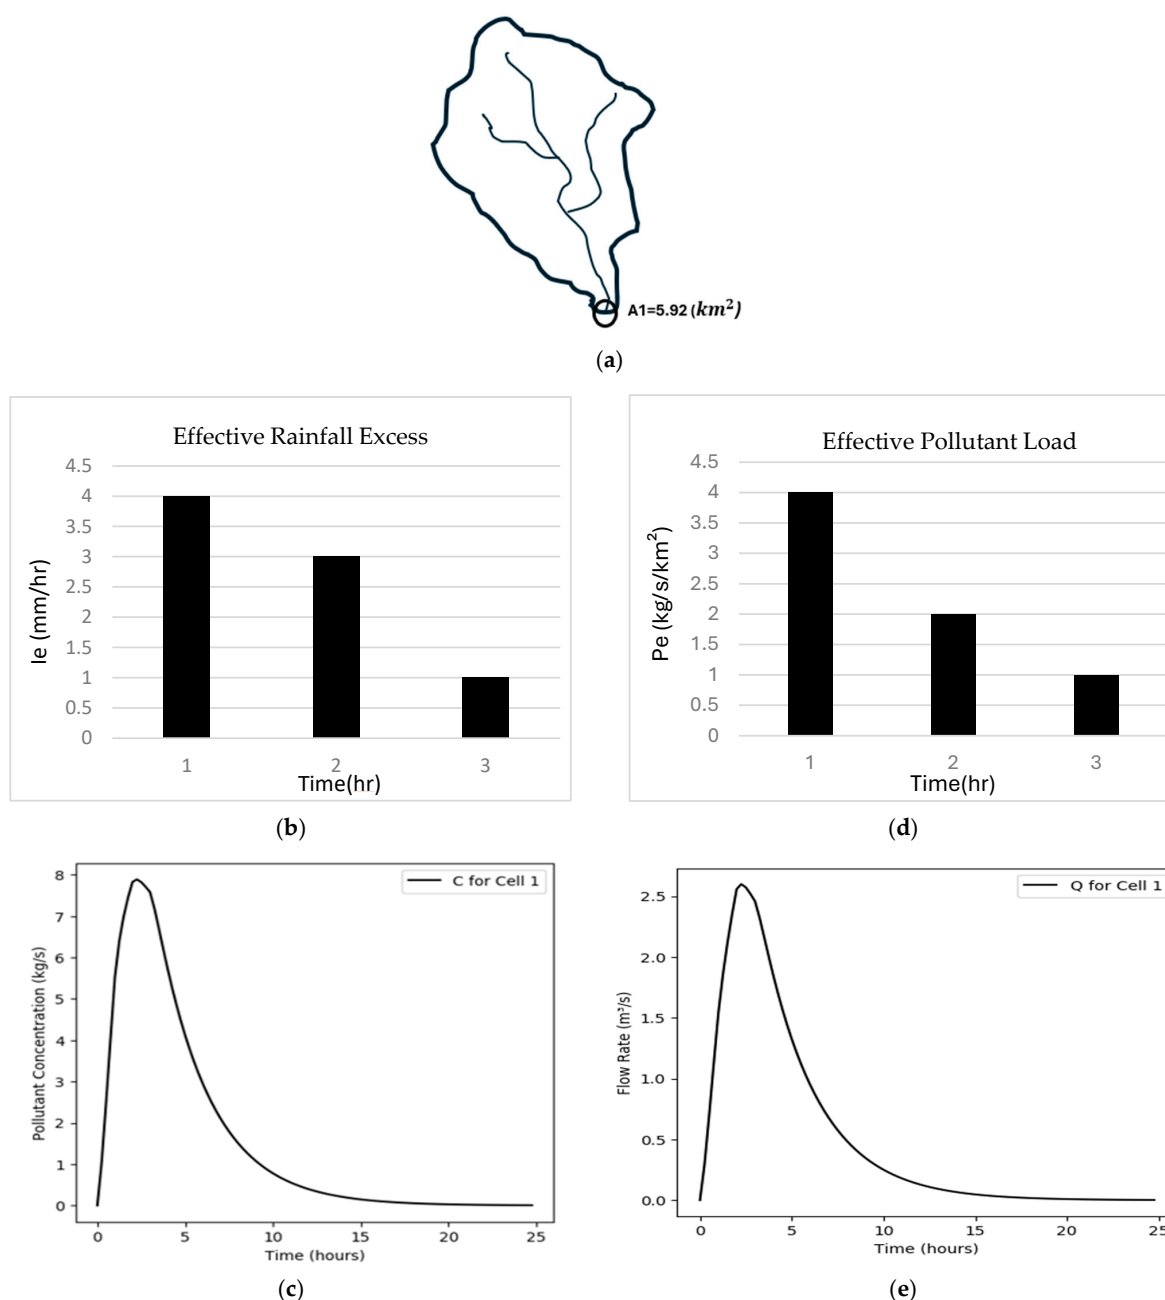 A1=5.92 (km²)
(a)
Effective Rainfall Excess
4.5
4
3.5
3
2.5
2
1.5
1
0.5
0
Ie (mm/hr)
1 2 3
Time(hr)
(b)
Effective Pollutant Load
4.5
4
3.5
3
2.5
2
1.5
1
0.5
0
Pe (kg/s/km²)
1 2 3
Time(hr)
(d)
C for Cell 1
8
7
6
5
4
3
2
1
0
Pollutant Concentration (kg/s)
0 5 10 15 20 25
Time (hours)
(c)
Q for Cell 1
2.5
2.0
1.5
1.0
0.5
0.0
Flow Rate (m³/s)
0 5 10 15 20 25
Time (hours)
(e)